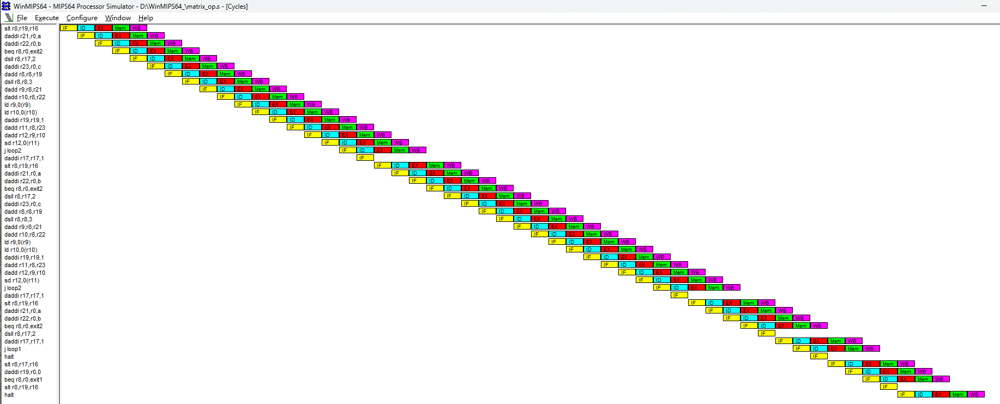 WinMIPS64 - MIPS64 Processor Simulator - D:\WinMIPS64_\matrix_op.s - [Cycles]
File Execute Configure Window Help
slt r8,r19,r16 IF ID EX Mem WB
daddi r21,r0,a IF ID EX Mem WB
daddi r22,r0,b IF ID EX Mem WB
beq r8,r0,exit2 IF ID EX Mem WB
dsll r8,r17,2 IF ID EX Mem WB
daddi r23,r0,c IF ID EX Mem WB
dadd r8,r8,r19 IF ID EX Mem WB
dsll r8,r8,3 IF ID EX Mem WB
dadd r9,r8,r21 IF ID EX Mem WB
dadd r10,r8,r22 IF ID EX Mem WB
ld r9,0(r9) IF ID EX Mem WB
ld r10,0(r10) IF ID EX Mem WB
daddi r19,r19,1 IF ID EX Mem WB
dadd r11,r8,r23 IF ID EX Mem WB
dadd r12,r9,r10 IF ID EX Mem WB
sd r12,0(r11) IF ID EX Mem WB
j loop2 IF ID EX Mem WB
daddi r17,r17,1 IF
slt r8,r19,r16 IF ID EX Mem WB
daddi r21,r0,a IF ID EX Mem WB
daddi r22,r0,b IF ID EX Mem WB
beq r8,r0,exit2 IF ID EX Mem WB
dsll r8,r17,2 IF ID EX Mem WB
daddi r23,r0,c IF ID EX Mem WB
dadd r8,r8,r19 IF ID EX Mem WB
dsll r8,r8,3 IF ID EX Mem WB
dadd r9,r8,r21 IF ID EX Mem WB
dadd r10,r8,r22 IF ID EX Mem WB
ld r9,0(r9) IF ID EX Mem WB
ld r10,0(r10) IF ID EX Mem WB
daddi r19,r19,1 IF ID EX Mem WB
dadd r11,r8,r23 IF ID EX Mem WB
dadd r12,r9,r10 IF ID EX Mem WB
sd r12,0(r11) IF ID EX Mem WB
j loop2 IF ID EX Mem WB
daddi r17,r17,1 IF
slt r8,r19,r16 IF ID EX Mem WB
daddi r21,r0,a IF ID EX Mem WB
daddi r22,r0,b IF ID EX Mem WB
beq r8,r0,exit2 IF ID EX Mem WB
dsll r8,r17,2 IF
daddi r17,r17,1 IF ID EX Mem WB
j loop1 IF ID EX Mem WB
halt IF
slt r8,r17,r16 IF ID EX Mem WB
daddi r19,r0,0 IF ID EX Mem WB
beq r8,r0,exit1 IF ID EX Mem WB
slt r8,r19,r16 IF
halt IF ID EX Mem WB